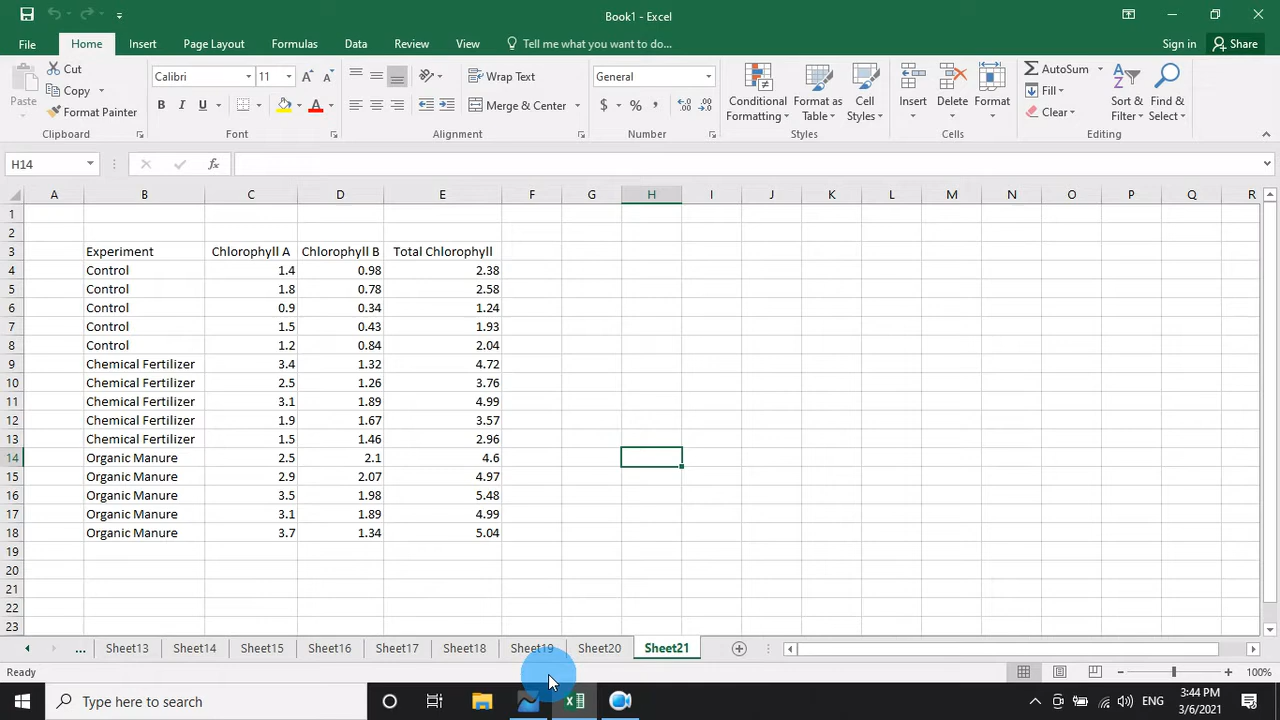 Book1 - Excel
File Home Insert Page Layout Formulas Data Review View Tell me what you want to do... Sign in Share
Paste
Cut
Copy
Format Painter
Clipboard
Calibri 11
B I U
Font
Wrap Text
Merge & Center
Alignment
General
$ % ,
Number
Conditional Formatting
Format as Table
Cell Styles
Styles
Insert Delete Format
Cells
AutoSum
Fill
Clear
Sort & Filter
Find & Select
Editing
H14 fx
A B C D E F G H I J K L M N O P Q R
1
2
3 Experiment Chlorophyll A Chlorophyll B Total Chlorophyll
4 Control 1.4 0.98 2.38
5 Control 1.8 0.78 2.58
6 Control 0.9 0.34 1.24
7 Control 1.5 0.43 1.93
8 Control 1.2 0.84 2.04
9 Chemical Fertilizer 3.4 1.32 4.72
10 Chemical Fertilizer 2.5 1.26 3.76
11 Chemical Fertilizer 3.1 1.89 4.99
12 Chemical Fertilizer 1.9 1.67 3.57
13 Chemical Fertilizer 1.5 1.46 2.96
14 Organic Manure 2.5 2.1 4.6
15 Organic Manure 2.9 2.07 4.97
16 Organic Manure 3.5 1.98 5.48
17 Organic Manure 3.1 1.89 4.99
18 Organic Manure 3.7 1.34 5.04
19
20
21
22
23
... Sheet13 Sheet14 Sheet15 Sheet16 Sheet17 Sheet18 Sheet19 Sheet20 Sheet21
Ready 100%
Type here to search ENG 3:44 PM
3/6/2021